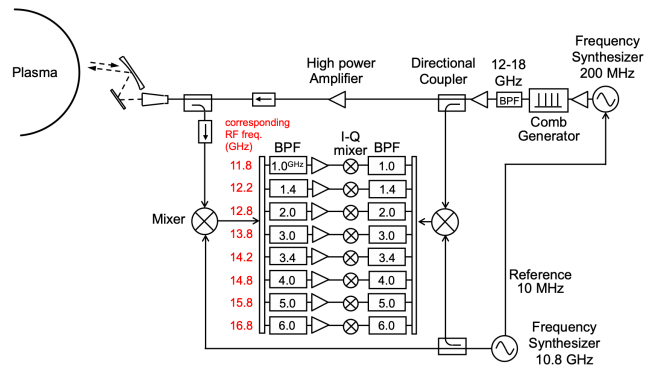 Frequency
Synthesizer
200 MHz
12-18
GHz
Directional
Coupler
High power
Amplifier
Plasma
BPF
Comb
Generator
corresponding
RF freq.
(GHz)
I-Q
mixer
BPF
BPF
11.8
1.0GHz
1.0
12.2
1.4
1.4
12.8
2.0
2.0
Mixer
13.8
3.0
3.0
14.2
3.4
3.4
14.8
4.0
4.0
15.8
5.0
5.0
16.8
6.0
6.0
Reference
10 MHz
Frequency
Synthesizer
10.8 GHz